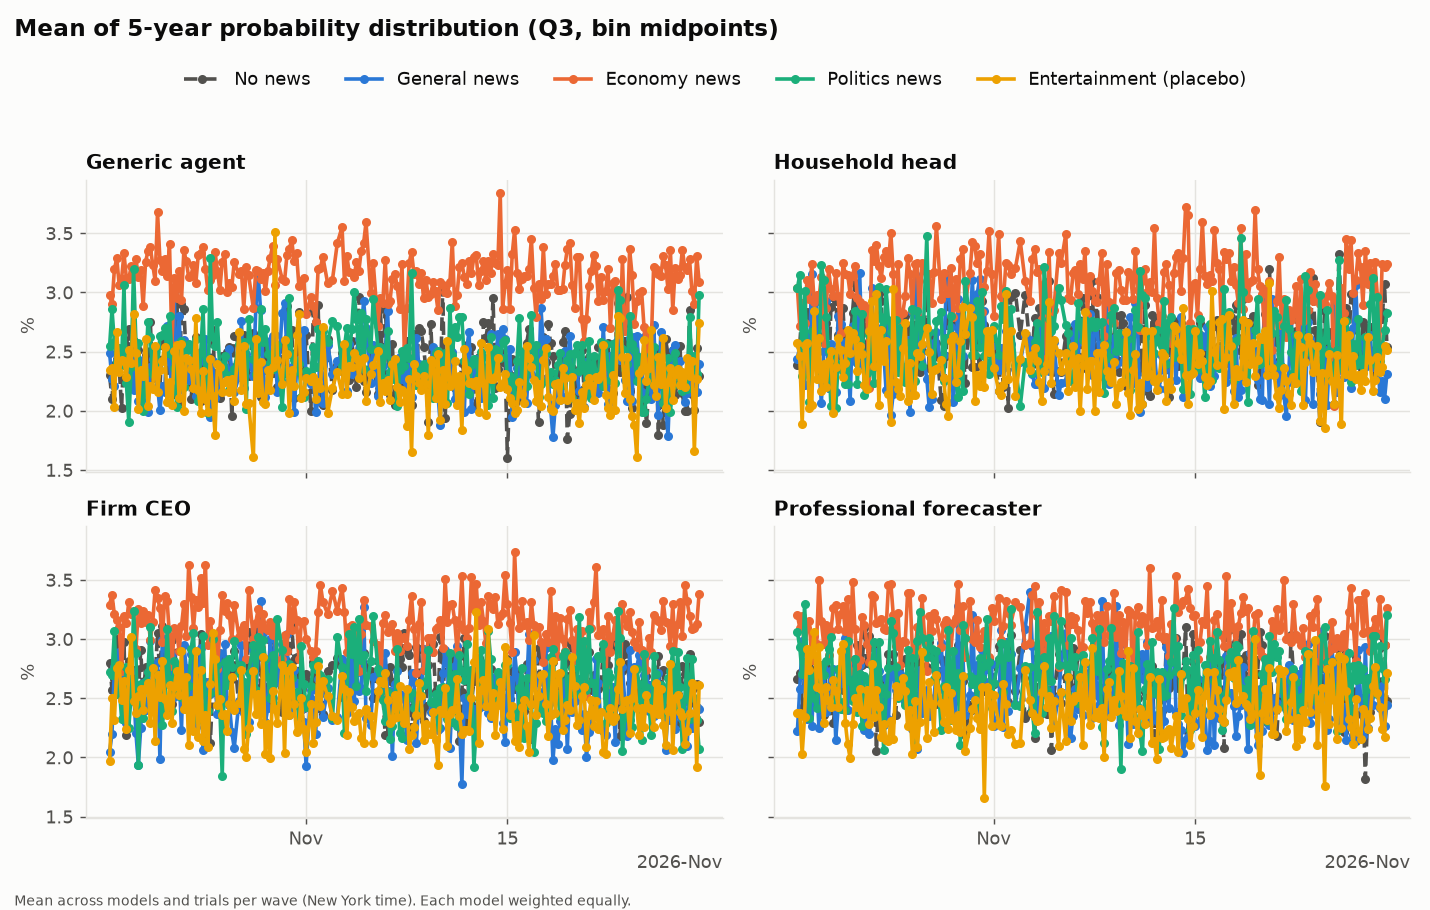 Mean of 5-year probability distribution (Q3, bin midpoints)
No news General news Economy news Politics news Entertainment (placebo)
Generic agent Household head
3.5
3.0
2.5
2.0
1.5
% %
Firm CEO Professional forecaster
3.5
3.0
2.5
2.0
1.5
% %
Nov 15 Nov 15
2026-Nov 2026-Nov
Mean across models and trials per wave (New York time). Each model weighted equally.